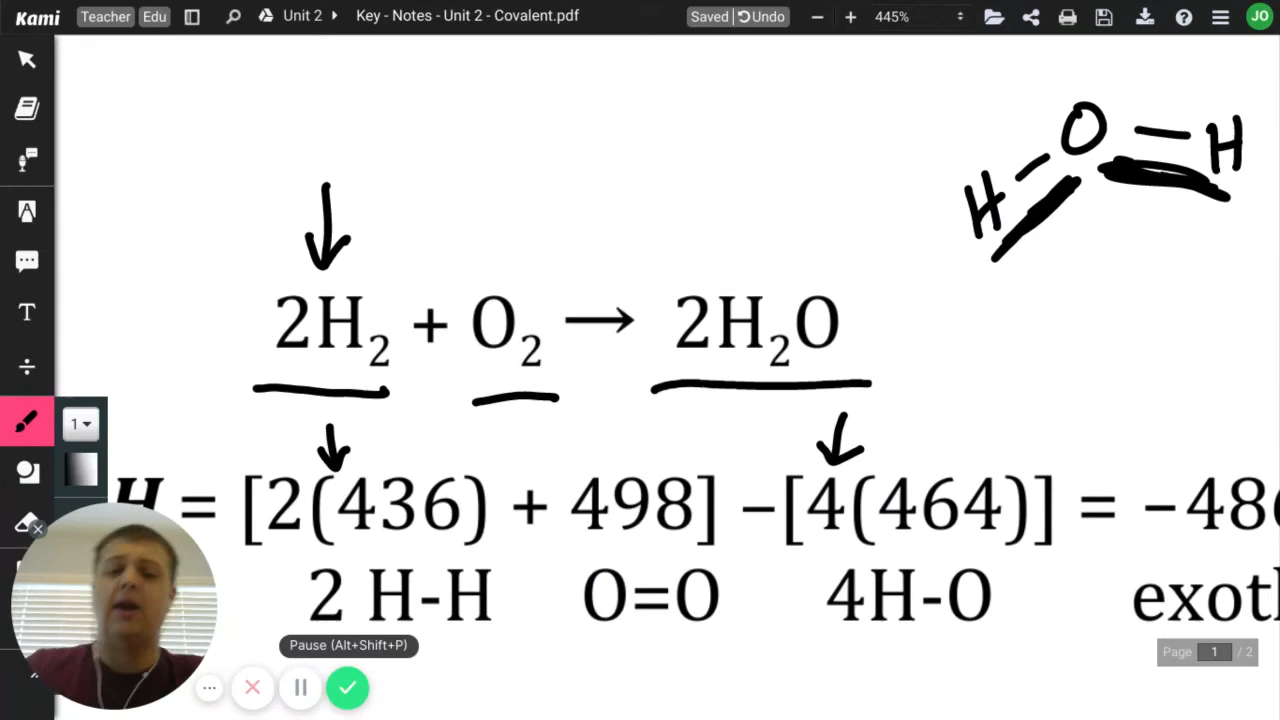 Kami Teacher Edu Unit 2 Key - Notes - Unit 2 - Covalent.pdf Saved Undo 445% JO
O H
H
2H₂ + O₂ → 2H₂O
1
H = [2(436) + 498] −[4(464)] = −48
2 H-H O=O 4H-O exot
Pause (Alt+Shift+P)
Page 1 / 2